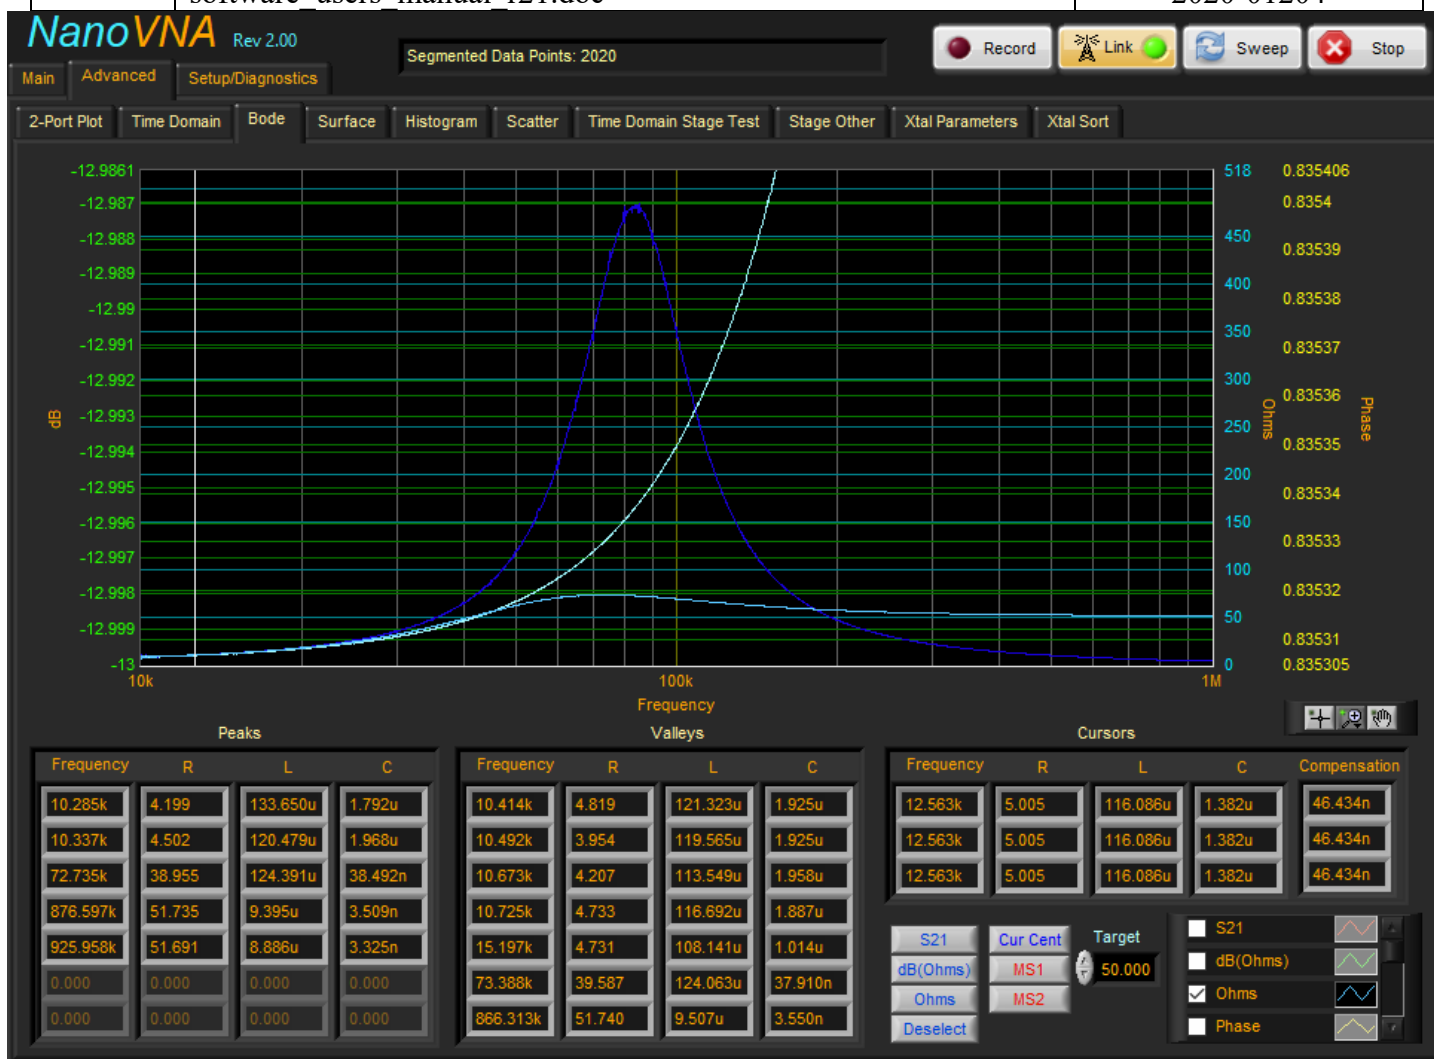 software_users_manual_r21.doc 2020-01204
NanoVNA Rev 2.00
Segmented Data Points: 2020
Record Link Sweep Stop
Main Advanced Setup/Diagnostics
2-Port Plot Time Domain Bode Surface Histogram Scatter Time Domain Stage Test Stage Other Xtal Parameters Xtal Sort
-12.9861 518 0.835406
-12.987 0.8354
-12.988 450 0.83539
-12.989 400 0.83538
-12.99
-12.991 350 0.83537
-12.992 300 0.83536
-12.993 250 0.83535
-12.994
-12.995 200 0.83534
-12.996 150 0.83533
-12.997 100
-12.998 0.83532
-12.999 50 0.83531
-13 0 0.835305
dB
Ohms
Phase
10k 100k 1M
Frequency
Peaks
Frequency R L C
10.285k 4.199 133.650u 1.792u
10.337k 4.502 120.479u 1.968u
72.735k 38.955 124.391u 38.492n
876.597k 51.735 9.395u 3.509n
925.958k 51.691 8.886u 3.325n
0.000 0.000 0.000 0.000
0.000 0.000 0.000 0.000
Valleys
Frequency R L C
10.414k 4.819 121.323u 1.925u
10.492k 3.954 119.565u 1.925u
10.673k 4.207 113.549u 1.958u
10.725k 4.733 116.692u 1.887u
15.197k 4.731 108.141u 1.014u
73.388k 39.587 124.063u 37.910n
866.313k 51.740 9.507u 3.550n
Cursors
Frequency R L C Compensation
12.563k 5.005 116.086u 1.382u 46.434n
12.563k 5.005 116.086u 1.382u 46.434n
12.563k 5.005 116.086u 1.382u 46.434n
S21 Cur Cent Target
dB(Ohms) MS1 50.000
Ohms MS2
Deselect
S21
dB(Ohms)
Ohms
Phase